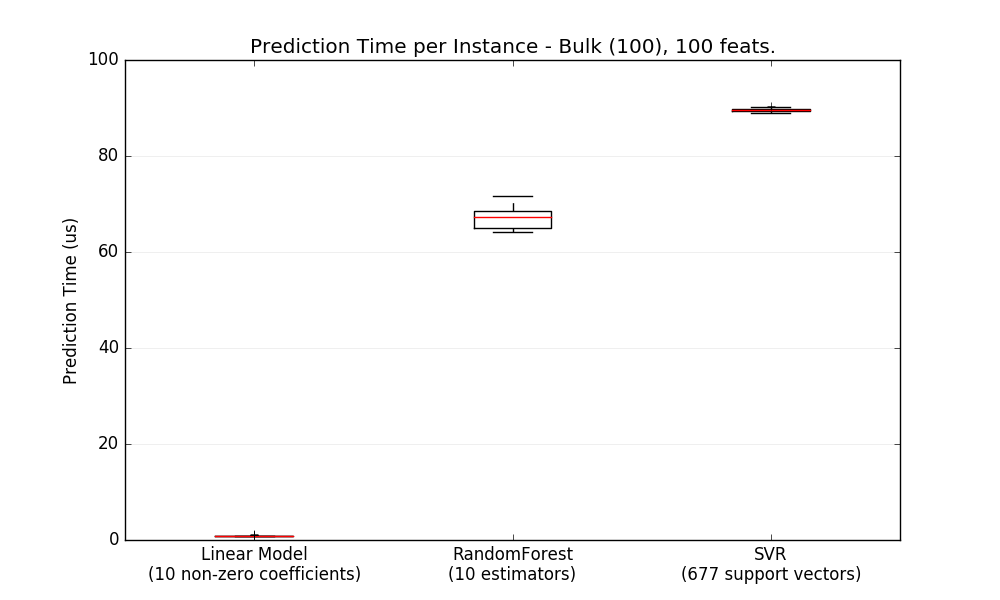 Prediction Time per Instance - Bulk (100), 100 feats.
100
80
60
40
20
0
Prediction Time (us)
Linear Model
(10 non-zero coefficients)
RandomForest
(10 estimators)
SVR
(677 support vectors)